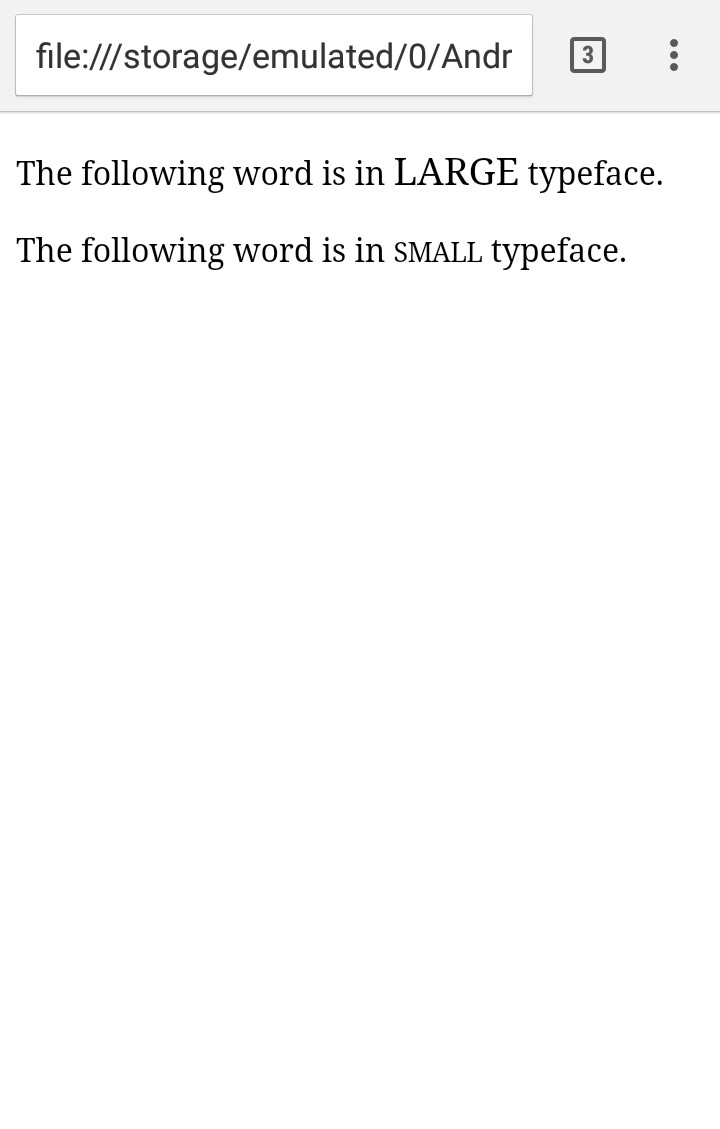 file:///storage/emulated/0/Andr
3
The following word is in LARGE typeface.
The following word is in SMALL typeface.